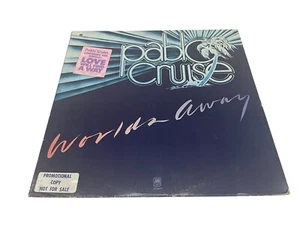 pablo
cruise
LOVE
A WAY
Worlds Away
PROMOTIONAL
COPY
NOT FOR SALE